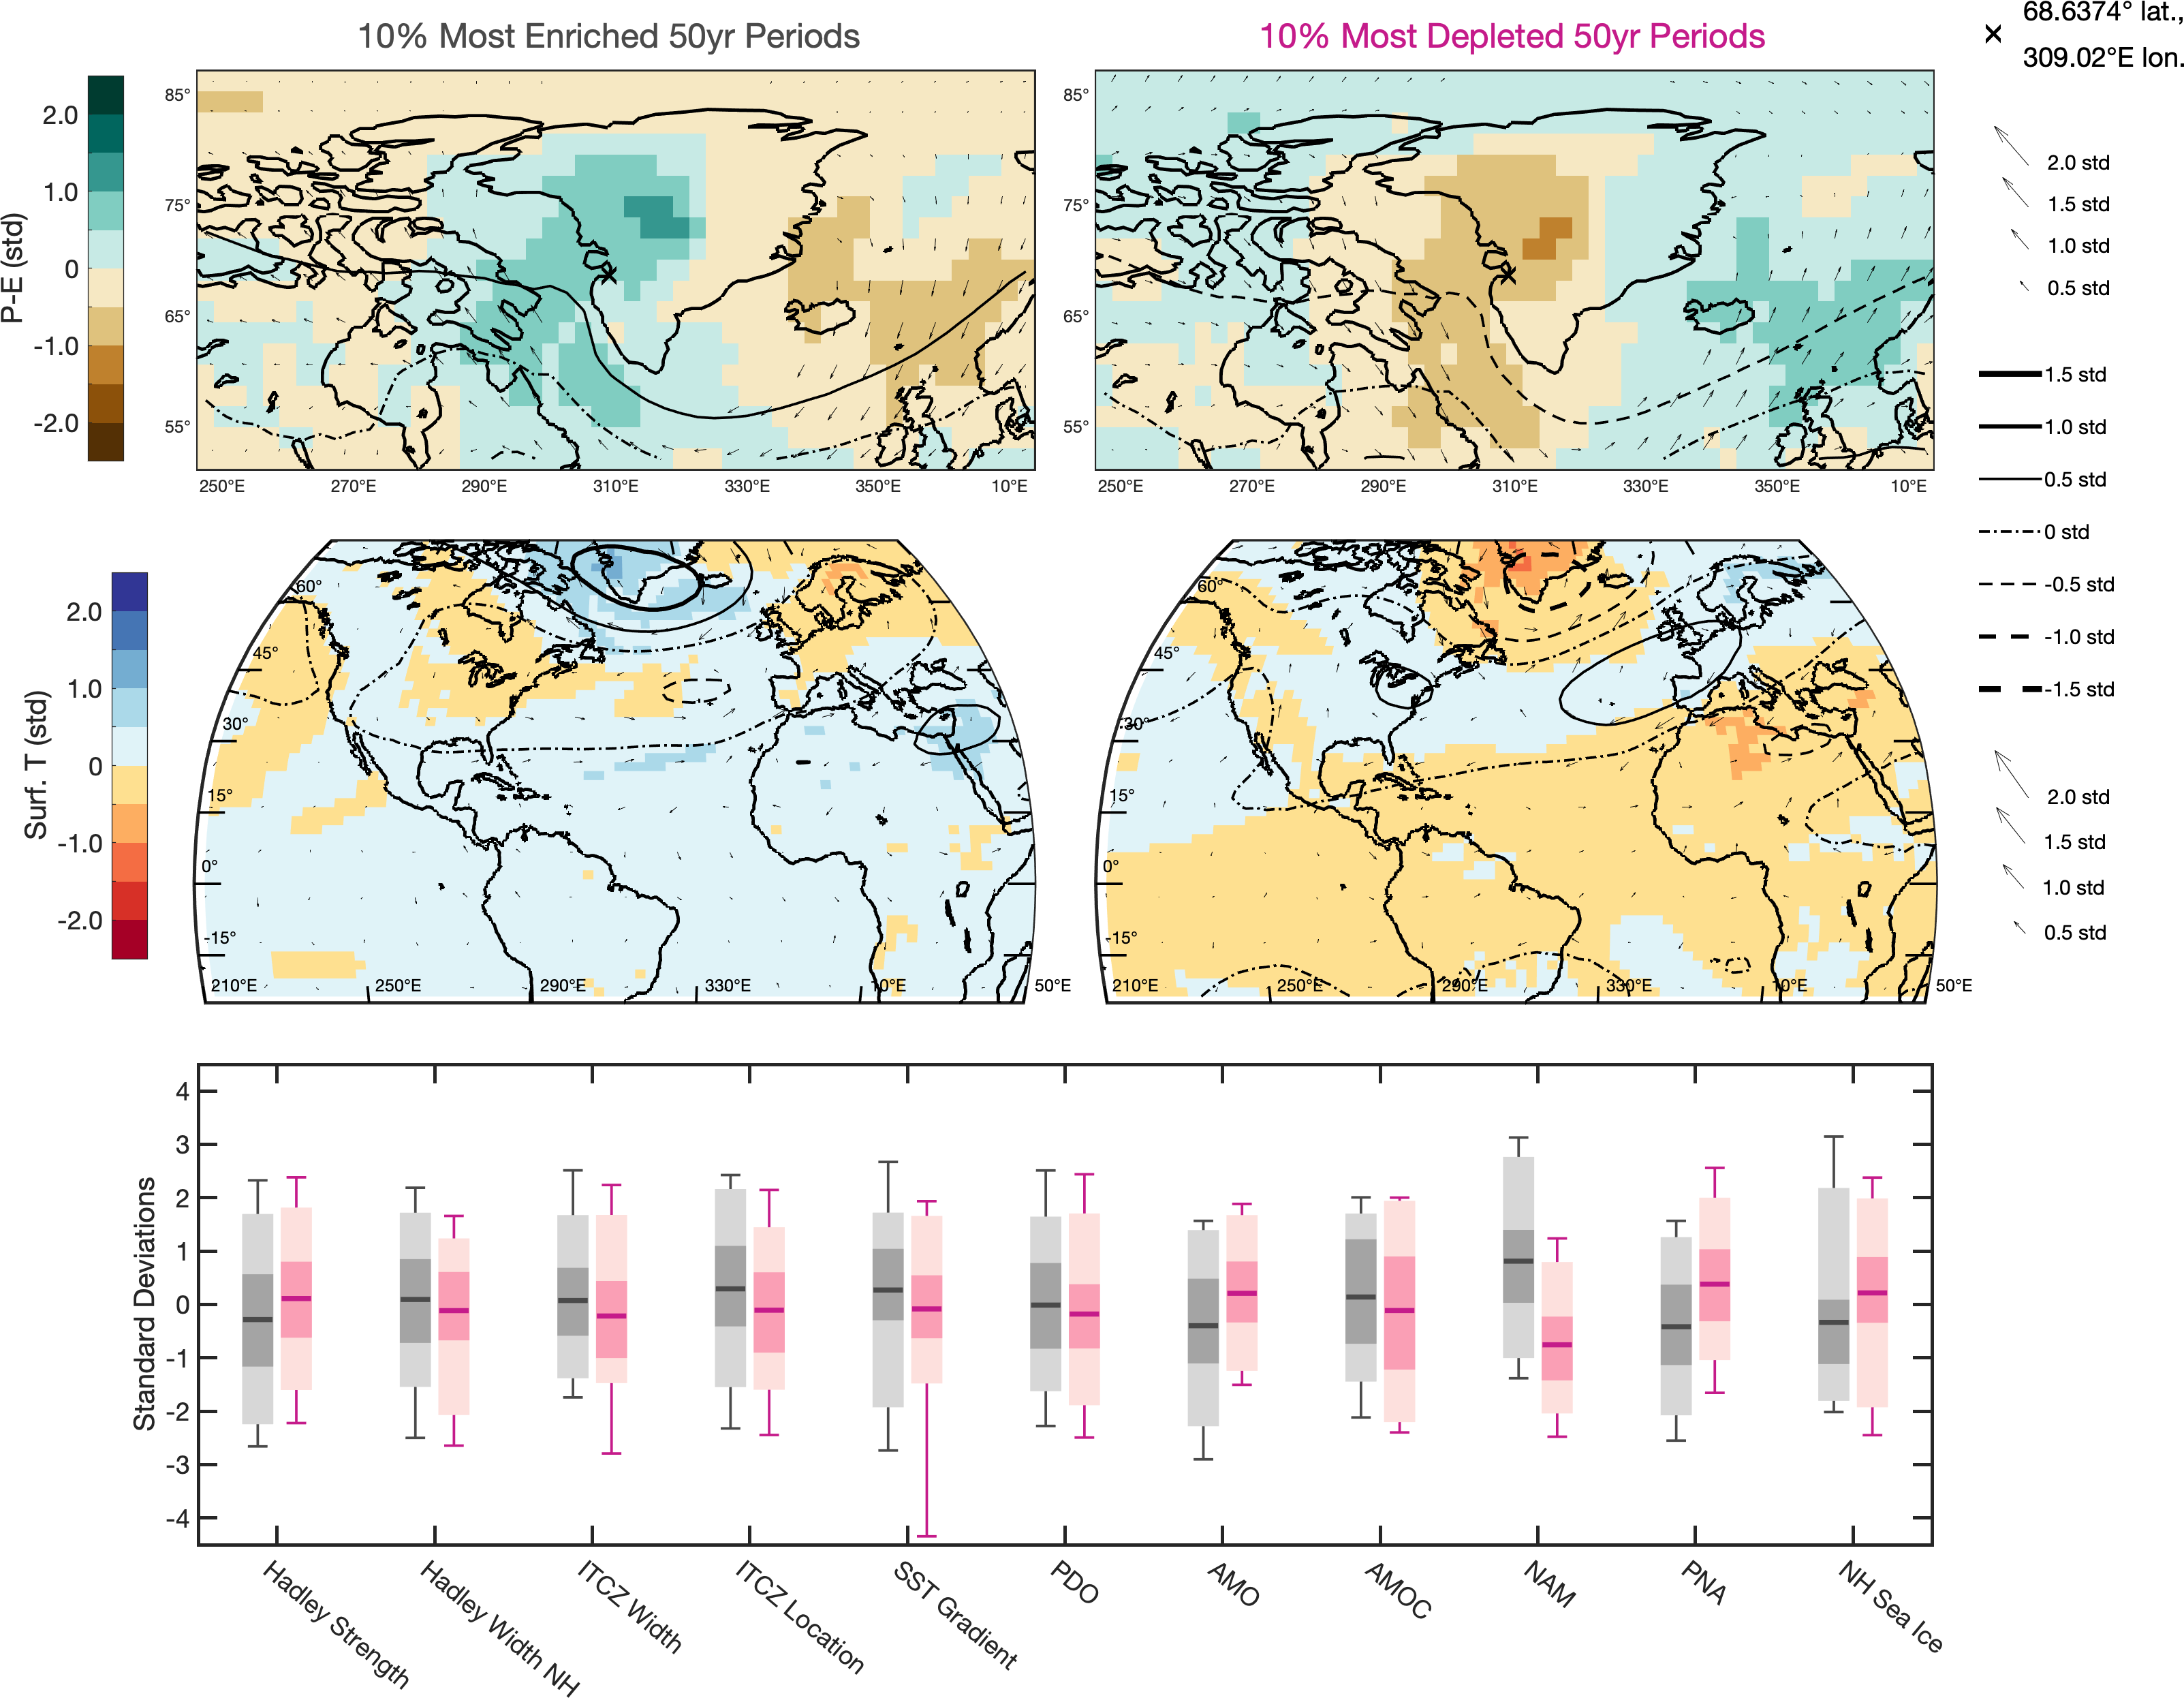 10% Most Enriched 50yr Periods
10% Most Depleted 50yr Periods
68.6374° lat.,
309.02°E lon.
P-E (std)
2.0
1.0
0
-1.0
-2.0
85°
75°
65°
55°
250°E 270°E 290°E 310°E 330°E 350°E 10°E
85°
75°
65°
55°
250°E 270°E 290°E 310°E 330°E 350°E 10°E
2.0 std
1.5 std
1.0 std
0.5 std
1.5 std
1.0 std
0.5 std
0 std
-0.5 std
-1.0 std
-1.5 std
Surf. T (std)
2.0
1.0
0
-1.0
-2.0
60°
45°
30°
15°
0°
-15°
210°E 250°E 290°E 330°E 10°E 50°E
60°
45°
30°
15°
0°
-15°
210°E 250°E 290°E 330°E 10°E 50°E
2.0 std
1.5 std
1.0 std
0.5 std
Standard Deviations
4
3
2
1
0
-1
-2
-3
-4
Hadley Strength
Hadley Width NH
ITCZ Width
ITCZ Location
SST Gradient
PDO
AMO
AMOC
NAM
PNA
NH Sea Ice